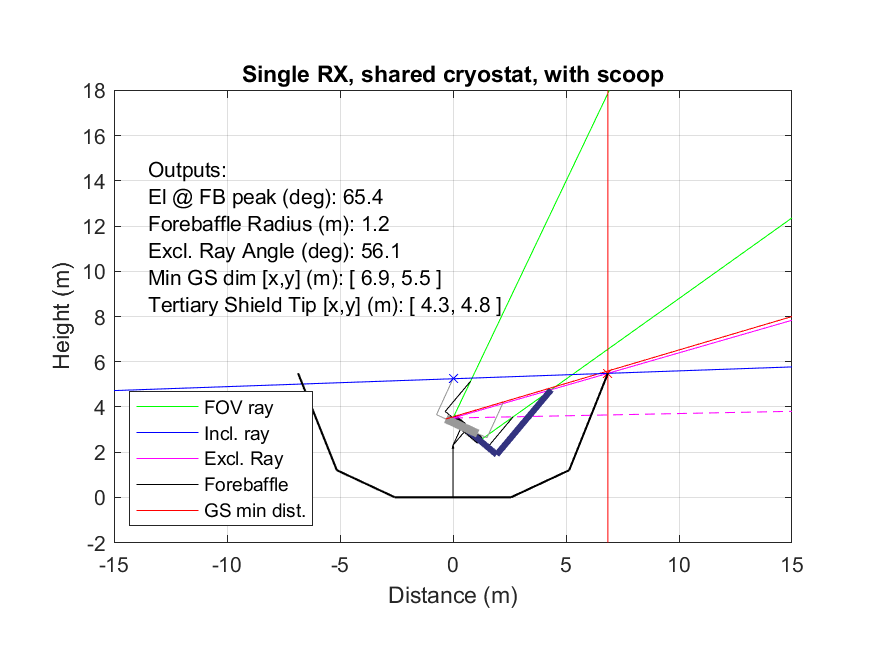 Single RX, shared cryostat, with scoop
18
16
14
12
10
8
6
4
2
0
-2
Height (m)
Outputs:
El @ FB peak (deg): 65.4
Forebaffle Radius (m): 1.2
Excl. Ray Angle (deg): 56.1
Min GS dim [x,y] (m): [ 6.9, 5.5 ]
Tertiary Shield Tip [x,y] (m): [ 4.3, 4.8 ]
FOV ray
Incl. ray
Excl. Ray
Forebaffle
GS min dist.
-15 -10 -5 0 5 10 15
Distance (m)